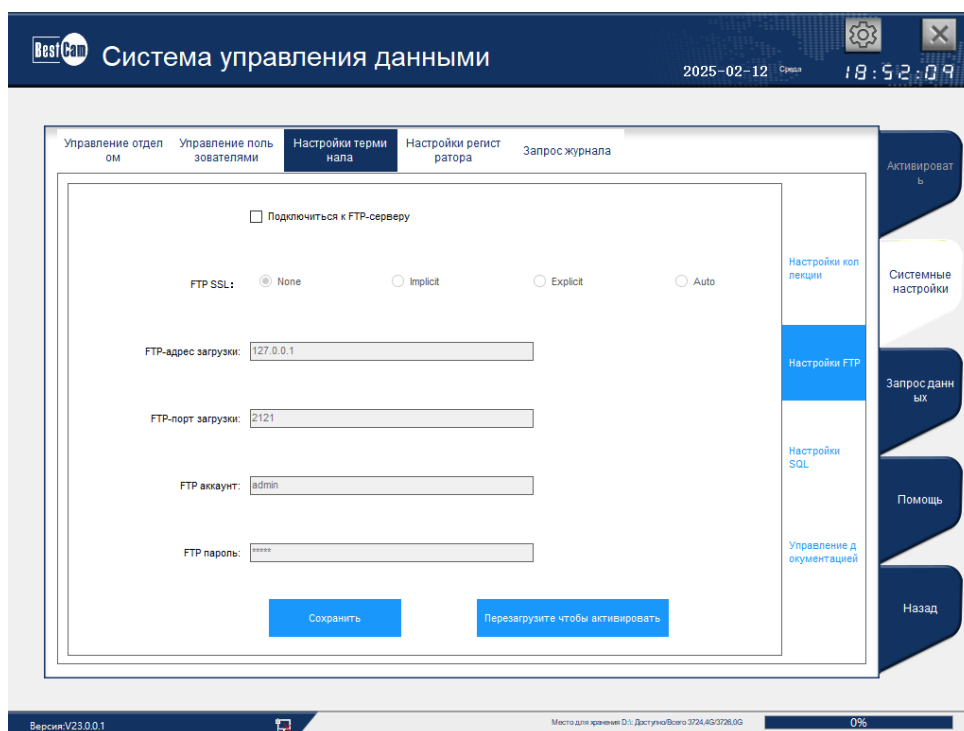 BestCam
Система управления данными
2025-02-12 Среда 18:52:09
Управление отдел
ом
Управление поль
зователями
Настройки терми
нала
Настройки регист
ратора
Запрос журнала
Подключиться к FTP-серверу
FTP SSL:
None
Implicit
Explicit
Auto
FTP-адрес загрузки:
127.0.0.1
FTP-порт загрузки:
2121
FTP аккаунт:
admin
FTP пароль:
*****
Сохранить
Перезагрузите чтобы активировать
Настройки кол
лекции
Настройки FTP
Настройки
SQL
Управление д
окументацией
Активироват
ь
Системные
настройки
Запрос данн
ых
Помощь
Назад
Версия:V23.0.0.1
Место для хранения D:\: Доступно/Всего 3724,4G/3726,0G
0%